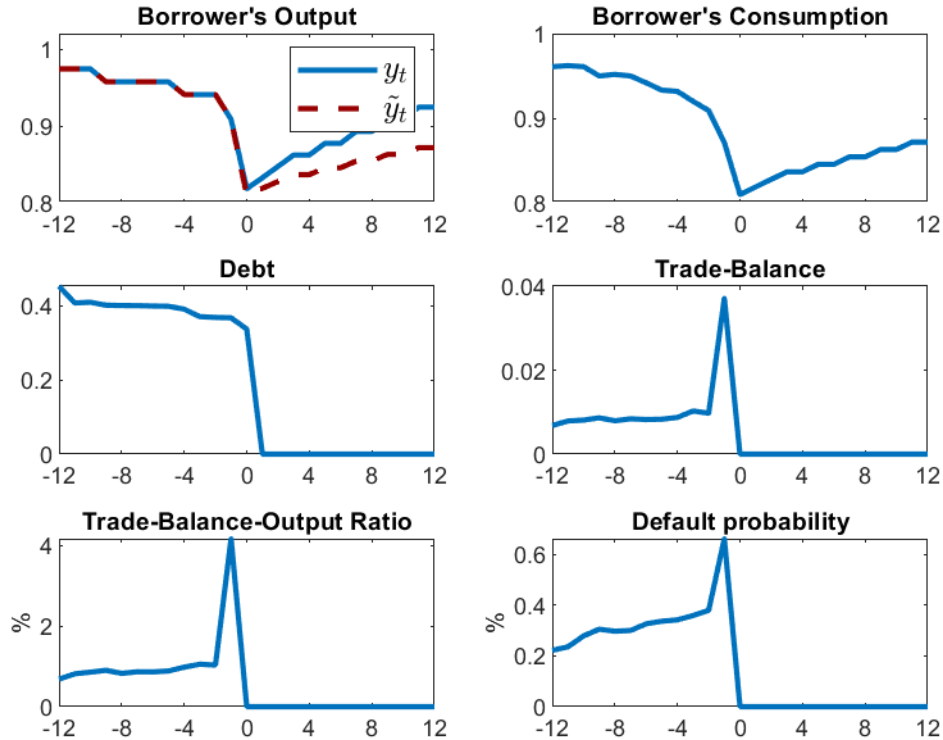 Borrower's Output
1
0.9
0.8
-12 -8 -4 0 4 8 12
y_t
ỹ_t
Borrower's Consumption
1
0.9
0.8
-12 -8 -4 0 4 8 12
Debt
0.4
0.2
0
-12 -8 -4 0 4 8 12
Trade-Balance
0.04
0.02
0
-12 -8 -4 0 4 8 12
Trade-Balance-Output Ratio
%
4
2
0
-12 -8 -4 0 4 8 12
Default probability
%
0.6
0.4
0.2
0
-12 -8 -4 0 4 8 12